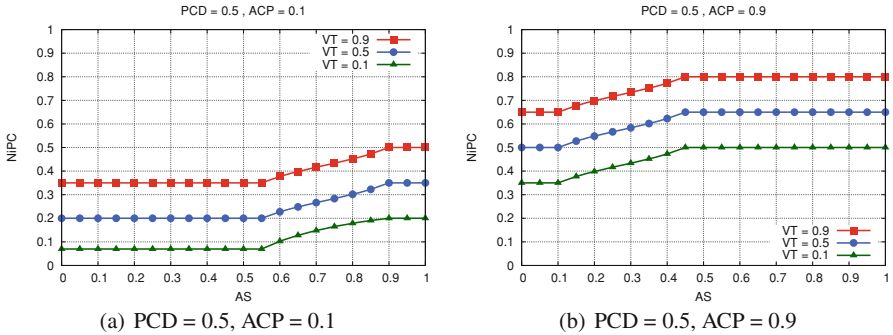 PCD = 0.5 , ACP = 0.1
1
0.9
0.8
0.7
0.6
0.5
0.4
0.3
0.2
0.1
0
NiPC
VT = 0.9
VT = 0.5
VT = 0.1
0 0.1 0.2 0.3 0.4 0.5 0.6 0.7 0.8 0.9 1
AS
(a) PCD = 0.5, ACP = 0.1
PCD = 0.5 , ACP = 0.9
1
0.9
0.8
0.7
0.6
0.5
0.4
0.3
0.2
0.1
0
NiPC
VT = 0.9
VT = 0.5
VT = 0.1
0 0.1 0.2 0.3 0.4 0.5 0.6 0.7 0.8 0.9 1
AS
(b) PCD = 0.5, ACP = 0.9